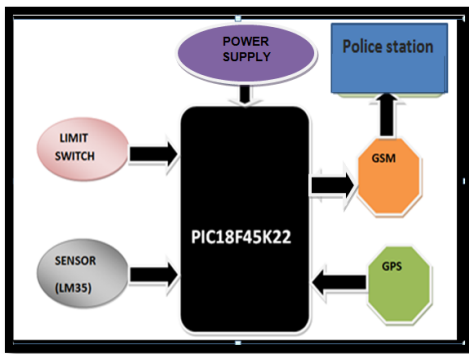 POWER
SUPPLY
Police station
LIMIT
SWITCH
GSM
PIC18F45K22
SENSOR
(LM35)
GPS